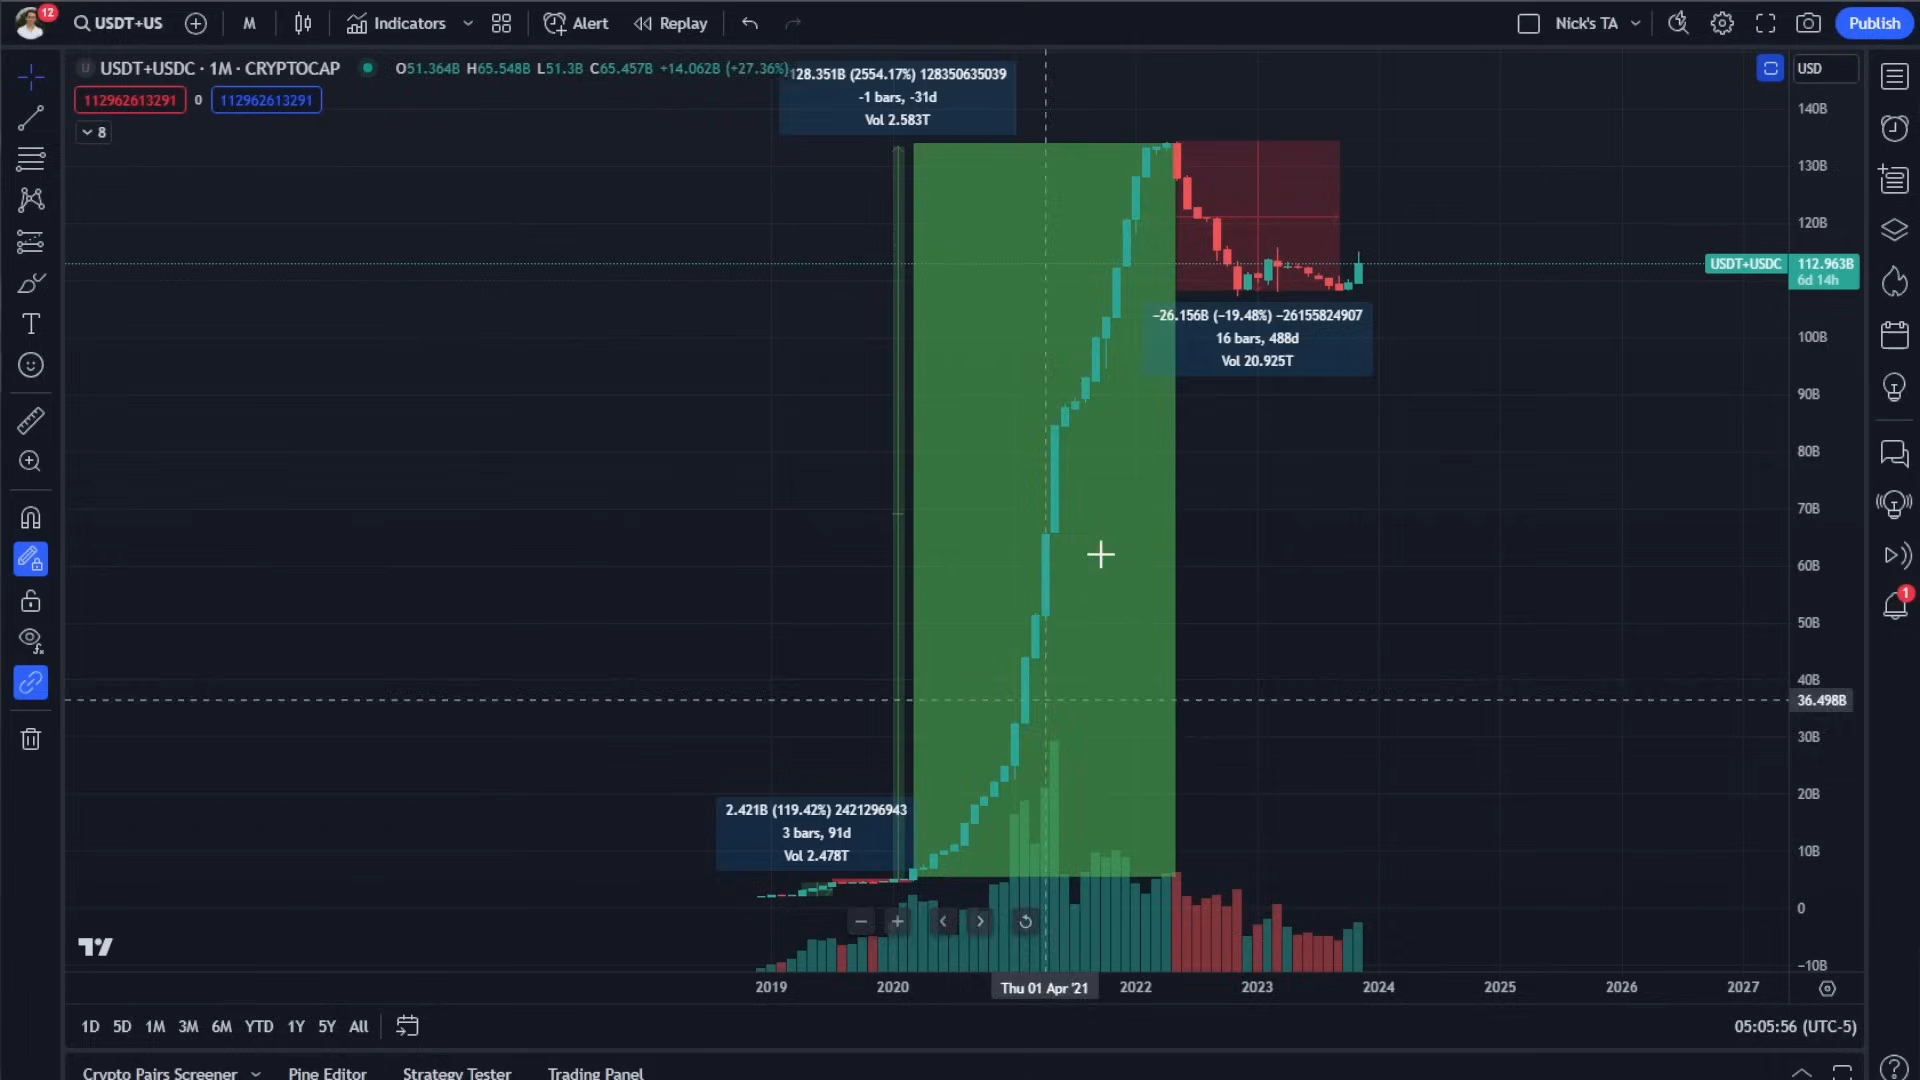 12
USDT+US
M
Indicators
Alert
Replay
Nick's TA
Publish
USDT+USDC · 1M · CRYPTOCAP
O51.364B H65.548B L51.3B C65.457B +14.062B (+27.36%)
128.351B (2554.17%) 128350635039
-1 bars, -31d
Vol 2.583T
USD
112962613291
0
112962613291
8
140B
130B
120B
USDT+USDC
112.963B
6d 14h
−26.156B (−19.48%) −26155824907
16 bars, 488d
Vol 20.925T
100B
90B
80B
70B
60B
1
50B
40B
36.498B
30B
20B
2.421B (119.42%) 2421296943
3 bars, 91d
Vol 2.478T
10B
0
−10B
2019
2020
Thu 01 Apr '21
2022
2023
2024
2025
2026
2027
1D
5D
1M
3M
6M
YTD
1Y
5Y
All
05:05:56 (UTC-5)
Crypto Pairs Screener
Pine Editor
Strategy Tester
Trading Panel